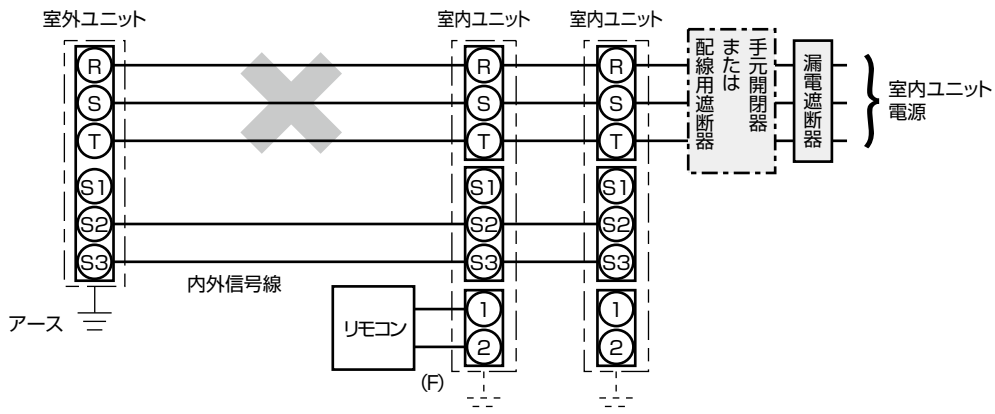 室外ユニット
室内ユニット
室内ユニット
R
S
T
S1
S2
S3
R
S
T
S1
S2
S3
1
2
R
S
T
S1
S2
S3
1
2
手元開閉器
または
配線用遮断器
漏電遮断器
室内ユニット
電源
内外信号線
アース
リモコン
(F)